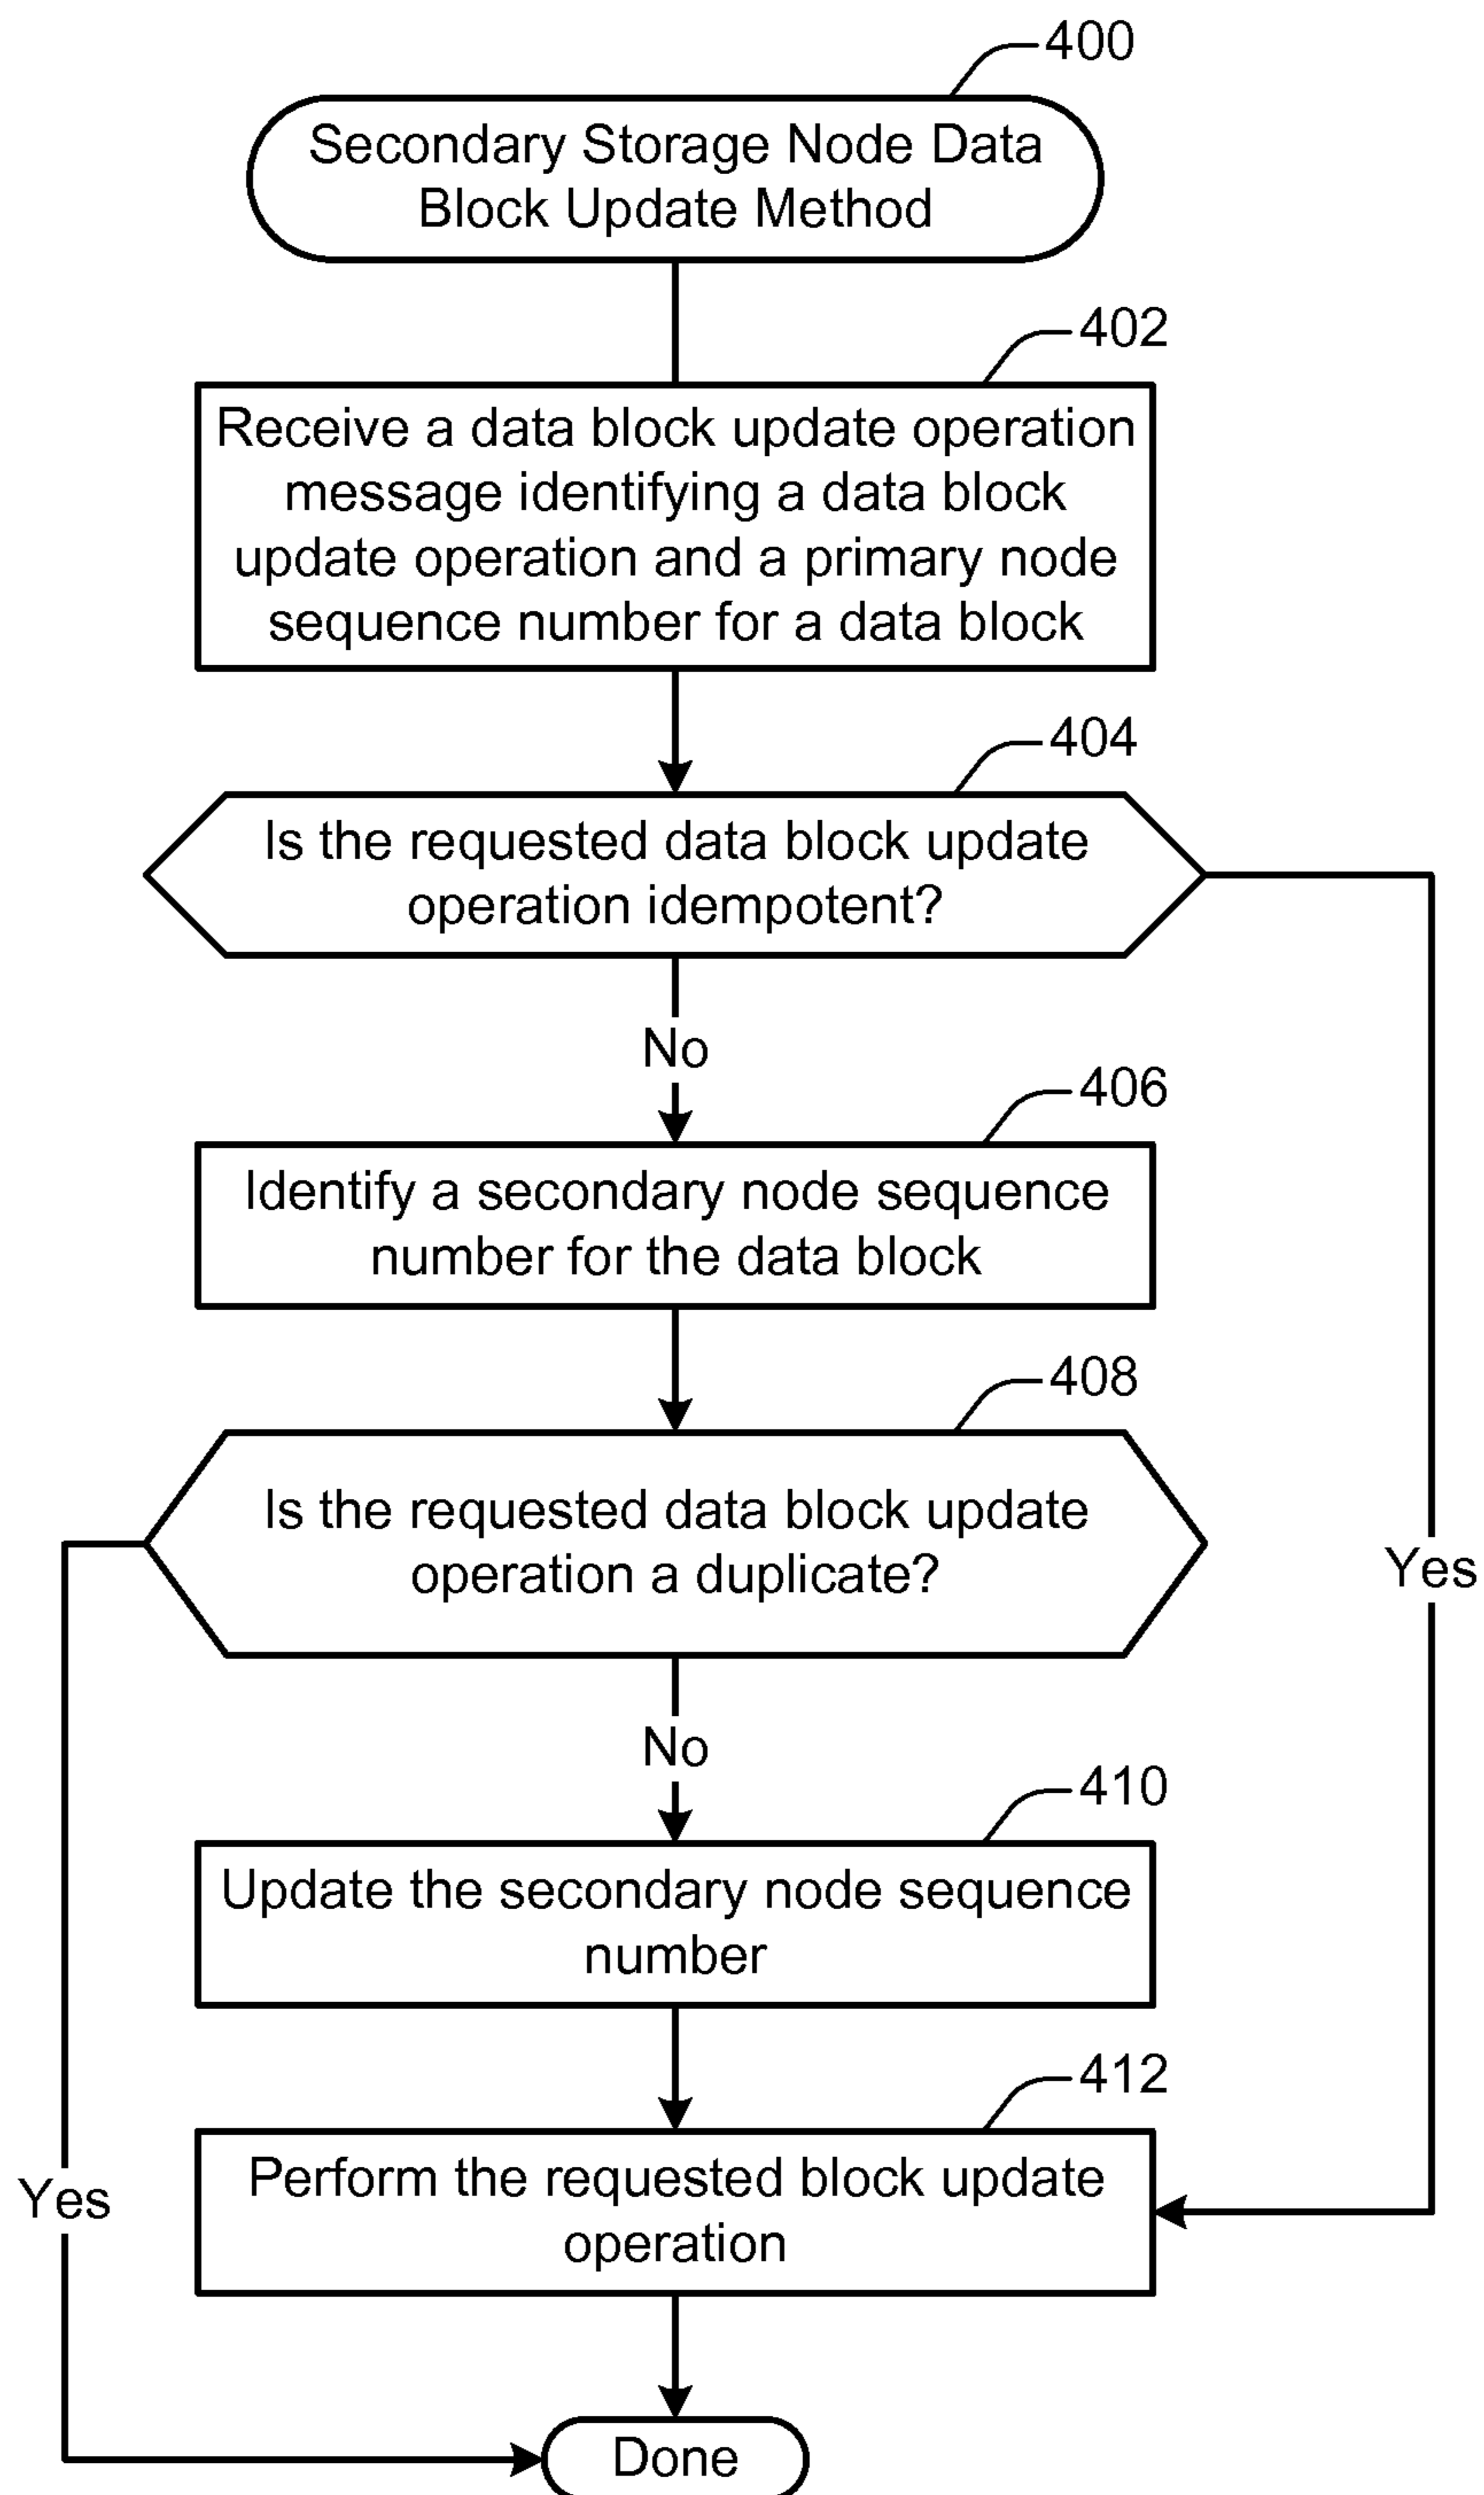 400
Secondary Storage Node Data
Block Update Method
402
Receive a data block update operation
message identifying a data block
update operation and a primary node
sequence number for a data block
404
Is the requested data block update
operation idempotent?
No
406
Identify a secondary node sequence
number for the data block
408
Is the requested data block update
operation a duplicate?
Yes
No
410
Update the secondary node sequence
number
412
Perform the requested block update
operation
Yes
Done